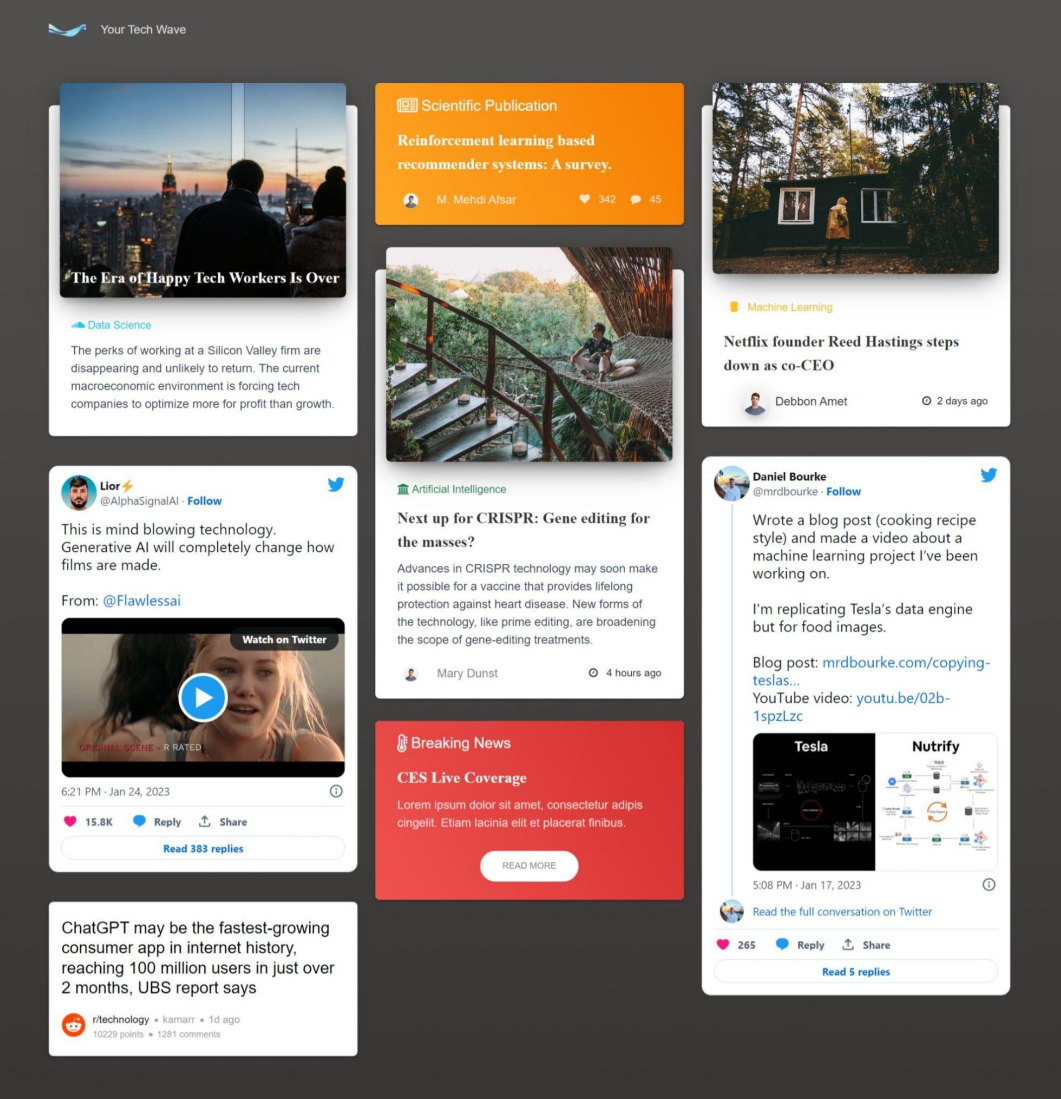 Your Tech Wave
The Era of Happy Tech Workers Is Over
Data Science
The perks of working at a Silicon Valley firm are
disappearing and unlikely to return. The current
macroeconomic environment is forcing tech
companies to optimize more for profit than growth.
Lior⚡
@AlphaSignalAI · Follow
This is mind blowing technology.
Generative AI will completely change how
films are made.
From: @Flawlessai
Watch on Twitter
ORIGINAL SCENE – R RATED
6:21 PM · Jan 24, 2023
15.8K Reply Share
Read 383 replies
ChatGPT may be the fastest-growing
consumer app in internet history,
reaching 100 million users in just over
2 months, UBS report says
r/technology • kamarr • 1d ago
10229 points • 1281 comments
Scientific Publication
Reinforcement learning based
recommender systems: A survey.
M. Mehdi Afsar 342 45
Artificial Intelligence
Next up for CRISPR: Gene editing for
the masses?
Advances in CRISPR technology may soon make
it possible for a vaccine that provides lifelong
protection against heart disease. New forms of
the technology, like prime editing, are broadening
the scope of gene-editing treatments.
Mary Dunst 4 hours ago
Breaking News
CES Live Coverage
Lorem ipsum dolor sit amet, consectetur adipis
cingelit. Etiam lacinia elit et placerat finibus.
READ MORE
Machine Learning
Netflix founder Reed Hastings steps
down as co-CEO
Debbon Amet 2 days ago
Daniel Bourke
@mrdbourke · Follow
Wrote a blog post (cooking recipe
style) and made a video about a
machine learning project I've been
working on.
I'm replicating Tesla's data engine
but for food images.
Blog post: mrdbourke.com/copying-
teslas…
YouTube video: youtu.be/02b-
1spzLzc
Tesla Nutrify
5:08 PM · Jan 17, 2023
Read the full conversation on Twitter
265 Reply Share
Read 5 replies